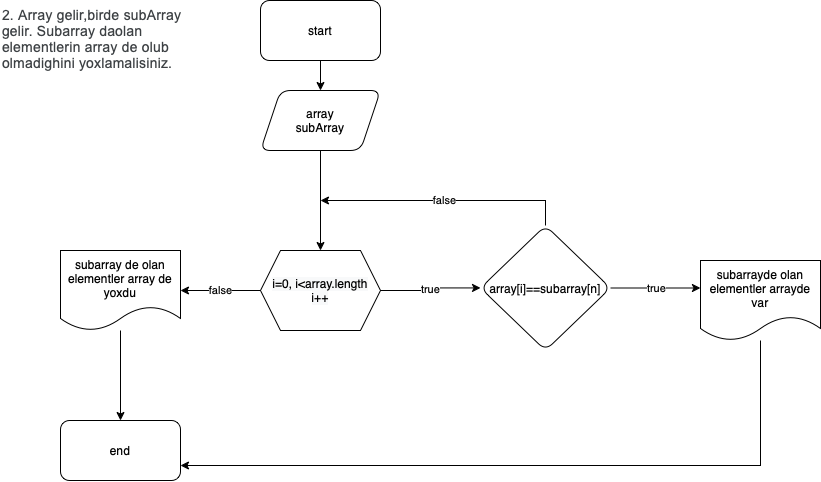 2. Array gelir,birde subArray
gelir. Subarray daolan
elementlerin array de olub
olmadighini yoxlamalisiniz.
start
array
subArray
false
subarray de olan
elementler array de
yoxdu
false
i=0, i<array.length
i++
true
array[i]==subarray[n]
true
subarrayde olan
elementler arrayde
var
end